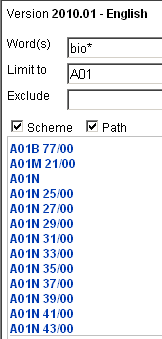 Version 2010.01 - English
Word(s) bio*
Limit to A01
Exclude
Scheme Path
A01B 77/00
A01M 21/00
A01N
A01N 25/00
A01N 27/00
A01N 29/00
A01N 31/00
A01N 33/00
A01N 35/00
A01N 37/00
A01N 39/00
A01N 41/00
A01N 43/00